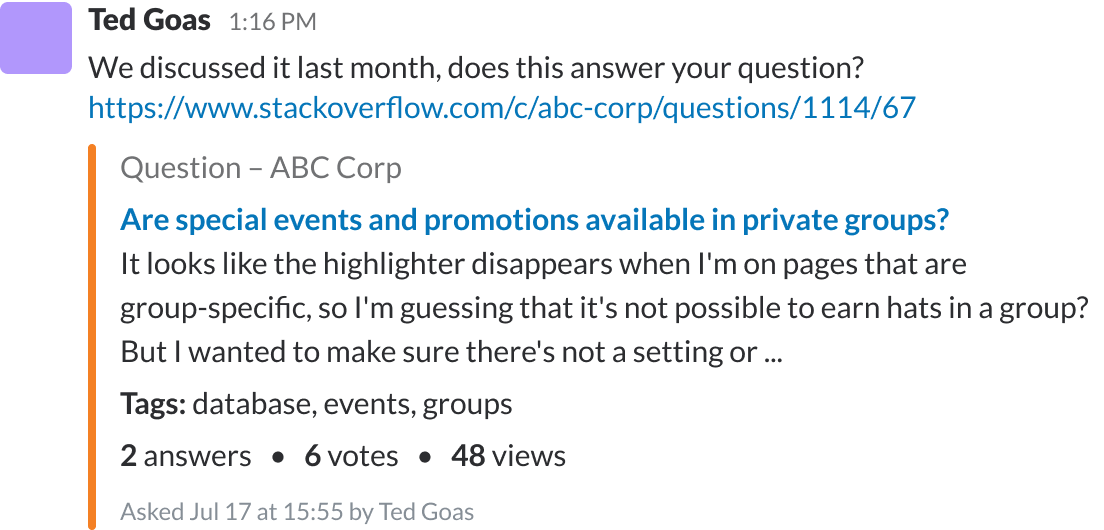 Ted Goas 1:16 PM
We discussed it last month, does this answer your question?
https://www.stackoverflow.com/c/abc-corp/questions/1114/67
Question – ABC Corp
Are special events and promotions available in private groups?
It looks like the highlighter disappears when I'm on pages that are
group-specific, so I'm guessing that it's not possible to earn hats in a group?
But I wanted to make sure there's not a setting or ...
Tags: database, events, groups
2 answers • 6 votes • 48 views
Asked Jul 17 at 15:55 by Ted Goas